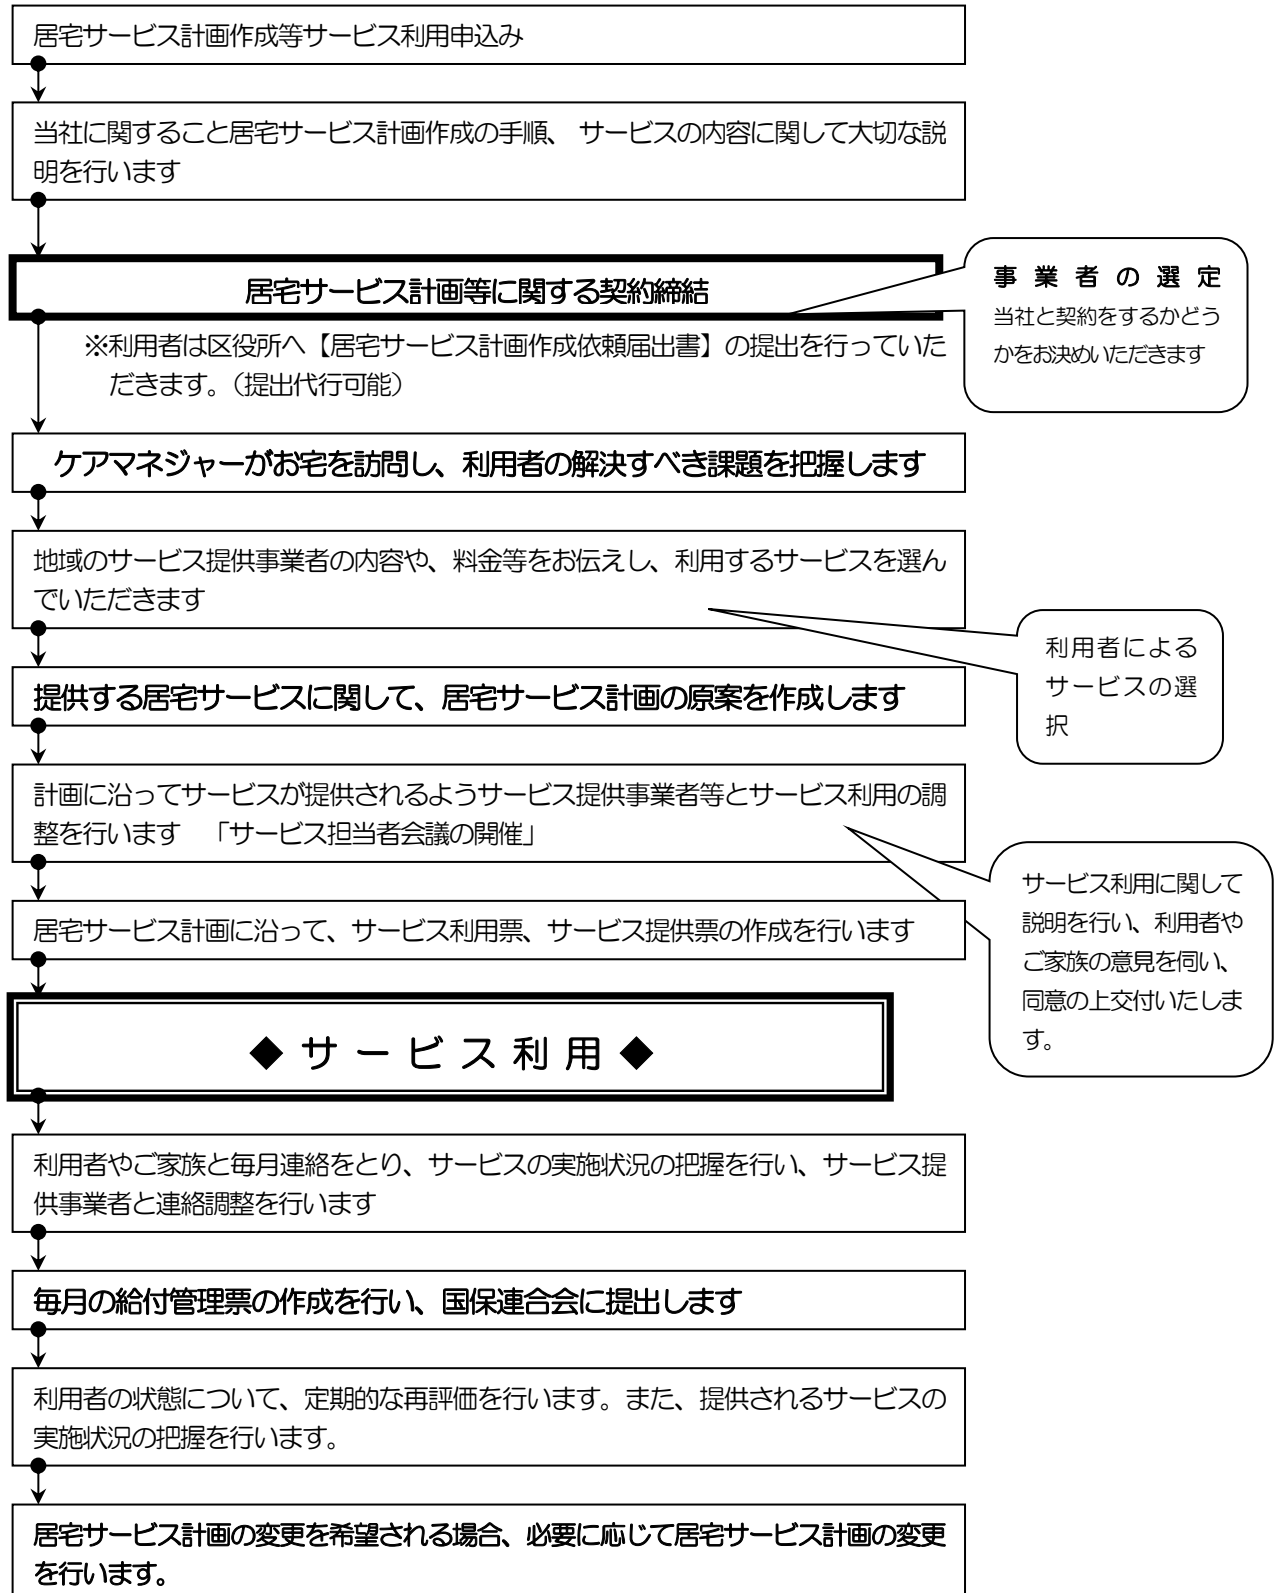 居宅サービス計画作成等サービス利用申込み
当社に関すること居宅サービス計画作成の手順、 サービスの内容に関して大切な説
明を行います
居宅サービス計画等に関する契約締結
事 業 者 の 選 定
当社と契約をするかどう
かをお決めいただきます
※利用者は区役所へ【居宅サービス計画作成依頼届出書】の提出を行っていた
だきます。（提出代行可能）
ケアマネジャーがお宅を訪問し、利用者の解決すべき課題を把握します
地域のサービス提供事業者の内容や、料金等をお伝えし、利用するサービスを選ん
でいただきます
利用者による
サービスの選
択
提供する居宅サービスに関して、居宅サービス計画の原案を作成します
計画に沿ってサービスが提供されるようサービス提供事業者等とサービス利用の調
整を行います　「サービス担当者会議の開催」
サービス利用に関して
説明を行い、利用者や
ご家族の意見を伺い、
同意の上交付いたしま
す。
居宅サービス計画に沿って、サービス利用票、サービス提供票の作成を行います
◆ サ ー ビ ス 利 用 ◆
利用者やご家族と毎月連絡をとり、サービスの実施状況の把握を行い、サービス提
供事業者と連絡調整を行います
毎月の給付管理票の作成を行い、国保連合会に提出します
利用者の状態について、定期的な再評価を行います。また、提供されるサービスの
実施状況の把握を行います。
居宅サービス計画の変更を希望される場合、必要に応じて居宅サービス計画の変更
を行います。